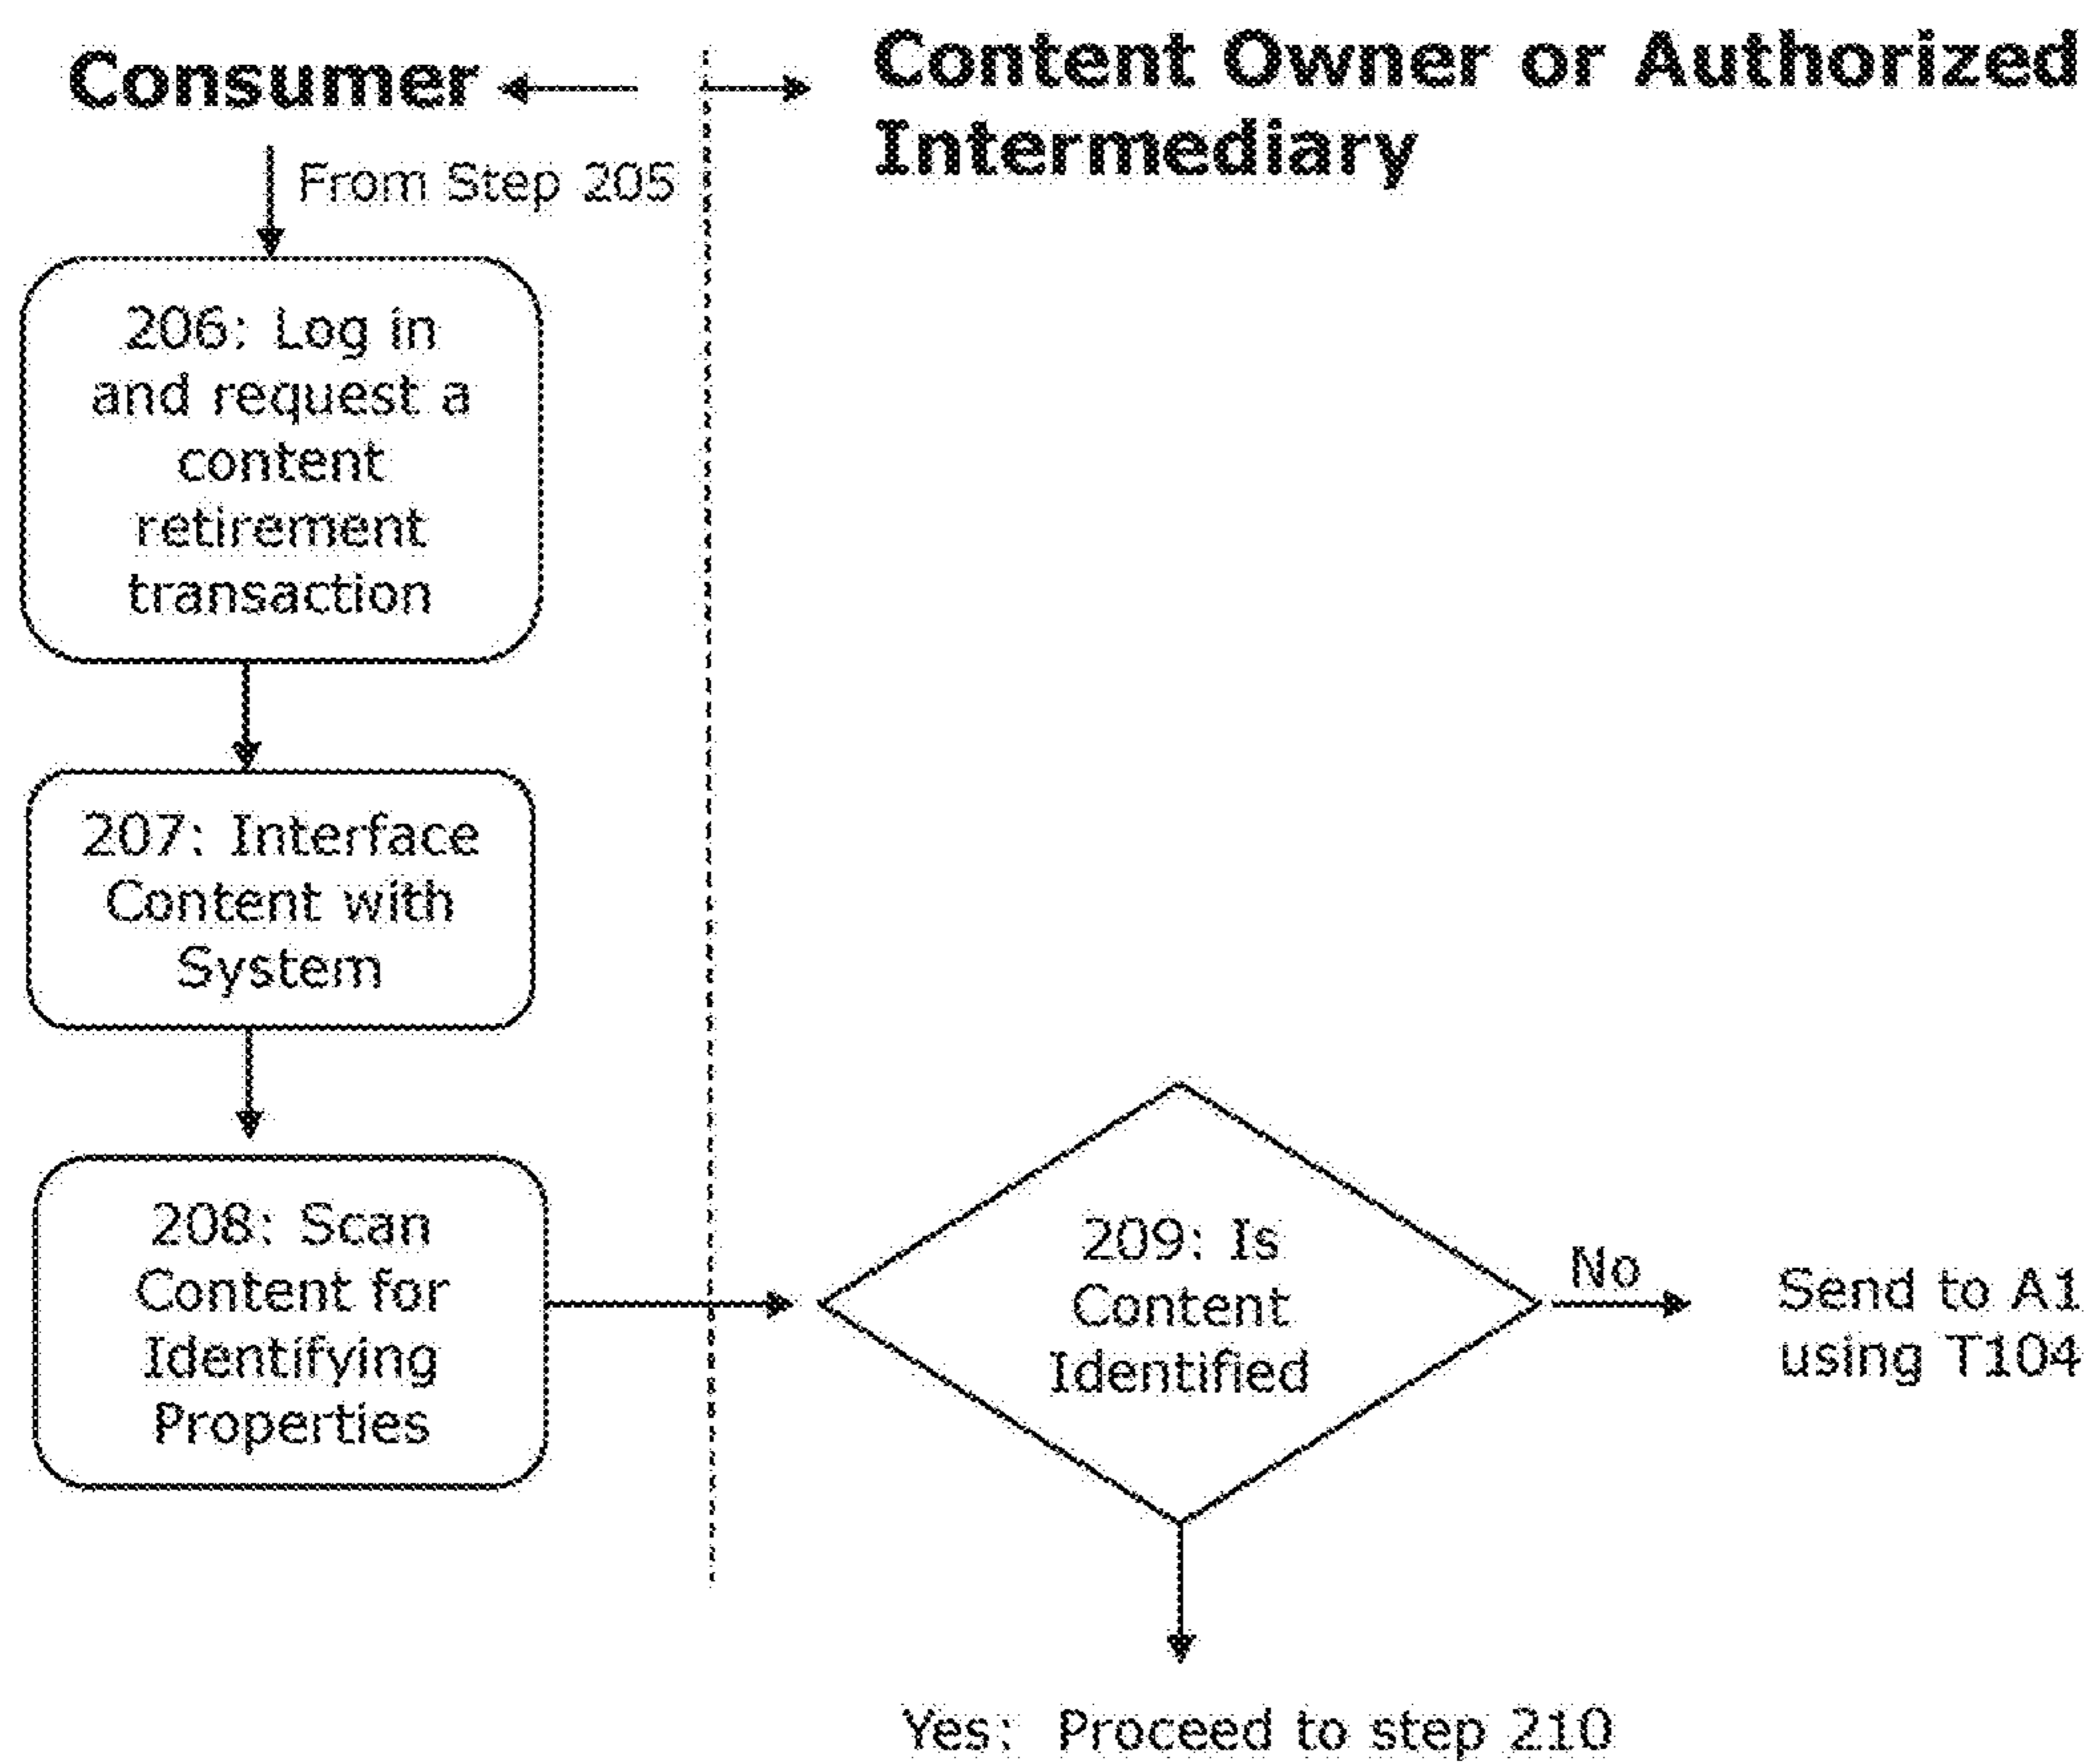 Consumer
Content Owner or Authorized
Intermediary
From Step 205
206: Log in
and request a
content
retirement
transaction
207: Interface
Content with
System
208: Scan
Content for
Identifying
Properties
209: Is
Content
Identified
No
Send to A1
using T104
Yes: Proceed to step 210